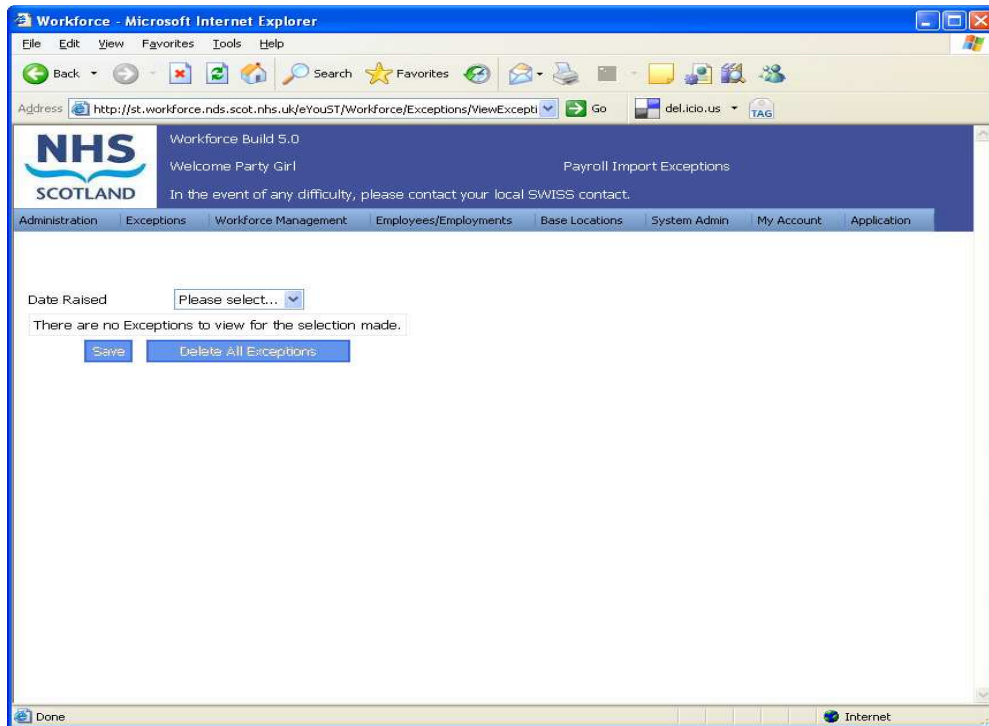 Workforce - Microsoft Internet Explorer
File Edit View Favorites Tools Help
Back Search Favorites
Address http://st.workforce.nds.scot.nhs.uk/eYouST/Workforce/Exceptions/ViewExcepti Go del.icio.us TAG
NHS
SCOTLAND
Workforce Build 5.0
Welcome Party Girl Payroll Import Exceptions
In the event of any difficulty, please contact your local SWISS contact.
Administration Exceptions Workforce Management Employees/Employments Base Locations System Admin My Account Application
Date Raised Please select...
There are no Exceptions to view for the selection made.
Save Delete All Exceptions
Done Internet